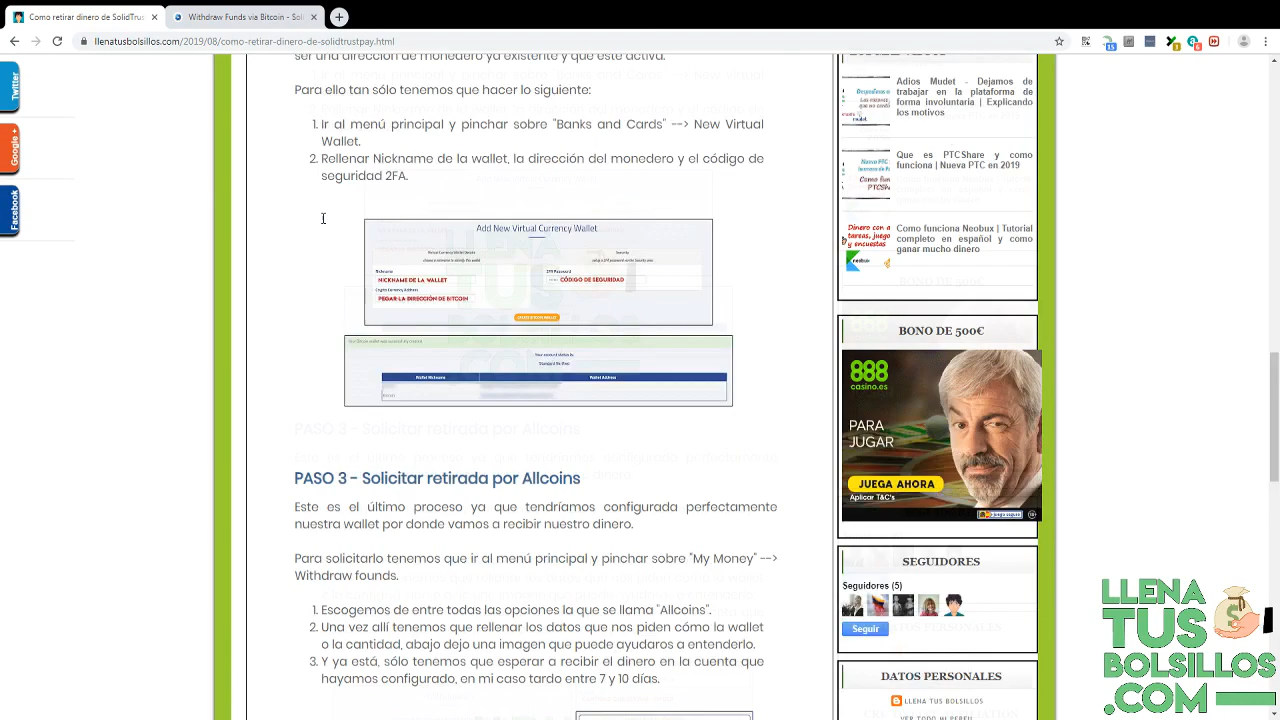 Como retirar dinero de SolidTrus
Withdraw Funds via Bitcoin - Soli
llenatusbolsillos.com/2019/08/como-retirar-dinero-de-solidtrustpay.html
Twitter
Google +
Facebook
ser una dirección de monedero ya existente y que esté activa.
Para ello tan sólo tenemos que hacer lo siguiente:
1. Ir al menú principal y pinchar sobre "Banks and Cards" --> New Virtual
Wallet.
2. Rellenar Nickname de la wallet, la dirección del monedero y el código de
seguridad 2FA.
Add New Virtual Currency Wallet
Nickname
NICKNAME DE LA WALLET
2FA Password
CÓDIGO DE SEGURIDAD
Crypto Currency Address
PEGAR LA DIRECCIÓN DE BITCOIN
Wallet Nickname
Wallet Address
PASO 3 - Solicitar retirada por Allcoins
Este es el último proceso ya que tendríamos configurada perfectamente
nuestra wallet por donde vamos a recibir nuestro dinero.
Para solicitarlo tenemos que ir al menú principal y pinchar sobre "My Money" -->
Withdraw founds.
1. Escogemos de entre todas las opciones la que se llama "Allcoins".
2. Una vez allí tenemos que rellenar los datos que nos piden cómo la wallet
o la cantidad, abajo dejo una imagen que puede ayudaros a entenderlo.
3. Y ya está, sólo tenemos que esperar a recibir el dinero en la cuenta que
hayamos configurado, en mi caso tardo entre 7 y 10 días.
Adios Mudet - Dejamos de
trabajar en la plataforma de
forma involuntaria | Explicando
los motivos
Que es PTCShare y como
funciona | Nueva PTC en 2019
Como funciona Neobux | Tutorial
completo en español y como
ganar mucho dinero
BONO DE 500€
888
casino.es
PARA
JUGAR
JUEGA AHORA
Aplicar T&C's
SEGUIDORES
Seguidores (5)
Seguir
DATOS PERSONALES
LLENA TUS BOLSILLOS
VER TODO MI PERFIL
LLENA
TUS
BOLSILLOS
.COM